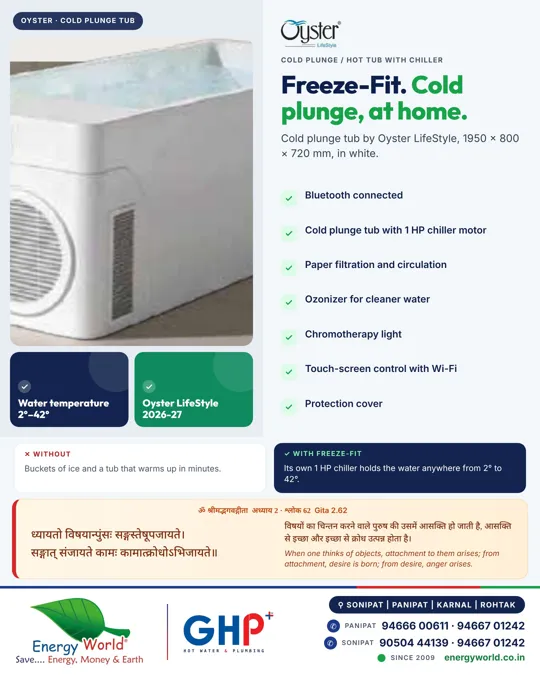 OYSTER · COLD PLUNGE TUB
Oyster®
LifeStyle
COLD PLUNGE / HOT TUB WITH CHILLER
Freeze-Fit. Cold
plunge, at home.
Cold plunge tub by Oyster LifeStyle, 1950 × 800
× 720 mm, in white.
Bluetooth connected
Cold plunge tub with 1 HP chiller motor
Paper filtration and circulation
Ozonizer for cleaner water
Chromotherapy light
Touch-screen control with Wi-Fi
Protection cover
Water temperature
2°–42°
Oyster LifeStyle
2026-27
✕ WITHOUT
Buckets of ice and a tub that warms up in minutes.
✓ WITH FREEZE-FIT
Its own 1 HP chiller holds the water anywhere from 2° to
42°.
ॐ श्रीमद्भगवद्गीता अध्याय 2 · श्लोक 62 Gita 2.62
ध्यायतो विषयान्पुंसः सङ्गस्तेषूपजायते।
सङ्गात् संजायते कामः कामात्क्रोधोऽभिजायते॥
विषयों का चिन्तन करने वाले पुरुष की उसमें आसक्ति हो जाती है, आसक्ति
से इच्छा और इच्छा से क्रोध उत्पन्न होता है।
When one thinks of objects, attachment to them arises; from
attachment, desire is born; from desire, anger arises.
Energy World
Save.... Energy, Money & Earth
GHP+
HOT WATER & PLUMBING
SONIPAT | PANIPAT | KARNAL | ROHTAK
PANIPAT 94666 00611 · 94667 01242
SONIPAT 90504 44139 · 94667 01242
SINCE 2009 energyworld.co.in